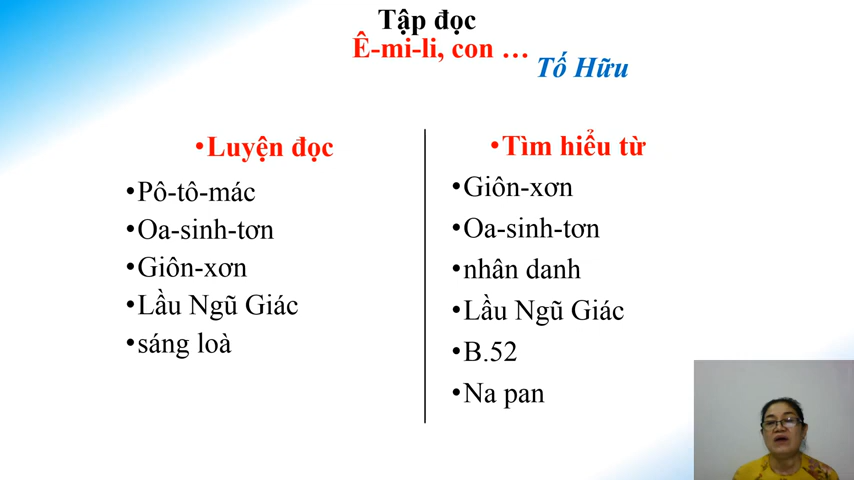 Tập đọc
Ê-mi-li, con …
Tố Hữu
•Luyện đọc
•Pô-tô-mác
•Oa-sinh-tơn
•Giôn-xơn
•Lầu Ngũ Giác
•sáng loà
•Tìm hiểu từ
•Giôn-xơn
•Oa-sinh-tơn
•nhân danh
•Lầu Ngũ Giác
•B.52
•Na pan